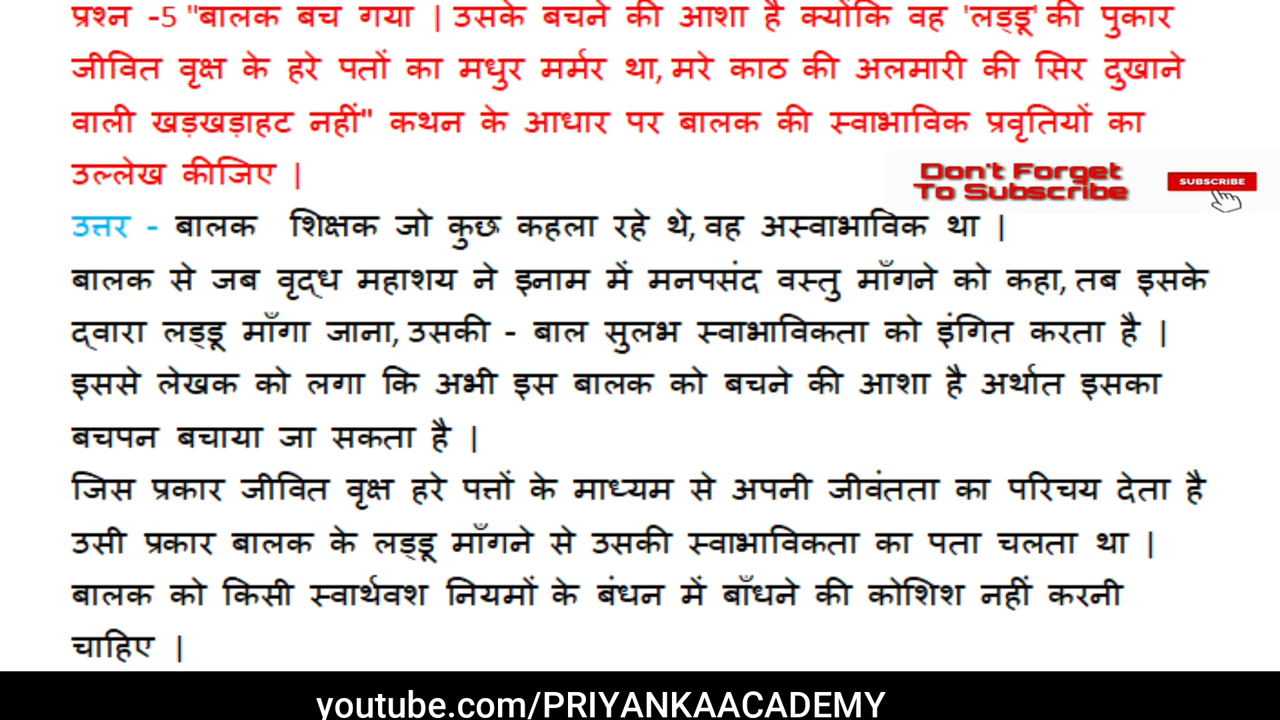 प्रश्न -5 "बालक बच गया | उसके बचने की आशा है क्योंकि वह 'लड्डू' की पुकार
जीवित वृक्ष के हरे पतों का मधुर मर्मर था, मरे काठ की अलमारी की सिर दुखाने
वाली खड़खड़ाहट नहीं" कथन के आधार पर बालक की स्वाभाविक प्रवृतियों का
उल्लेख कीजिए |
Don't Forget
To Subscribe
SUBSCRIBE
उत्तर - बालक शिक्षक जो कुछ कहला रहे थे, वह अस्वाभाविक था |
बालक से जब वृद्ध महाशय ने इनाम में मनपसंद वस्तु माँगने को कहा, तब इसके
द्वारा लड्डू माँगा जाना, उसकी - बाल सुलभ स्वाभाविकता को इंगित करता है |
इससे लेखक को लगा कि अभी इस बालक को बचने की आशा है अर्थात इसका
बचपन बचाया जा सकता है |
जिस प्रकार जीवित वृक्ष हरे पत्तों के माध्यम से अपनी जीवंतता का परिचय देता है
उसी प्रकार बालक के लड्डू माँगने से उसकी स्वाभाविकता का पता चलता था |
बालक को किसी स्वार्थवश नियमों के बंधन में बाँधने की कोशिश नहीं करनी
चाहिए |
youtube.com/PRIYANKAACADEMY